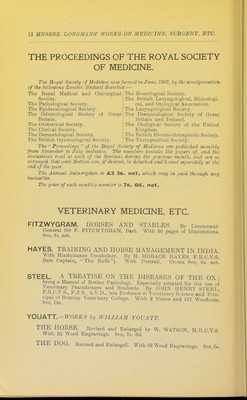 12 MESSRS. LONGMANS' WORKS ON MEDICINE, SURGERY, ETC.
THE PROCEEDINGS OF THE ROYAL SOCIETY
OF MEDICINE.
The Royal Society of Medicine was formed in June, 1907, by the amalgamation
of the following London Medical Societies:—
The Royal Medical and Chirurgical
Society.
The Pathological Society.
The Epidemiological Society.
The Odontological Society of Great
Britain.
The Obstetrical Society.
The Clinical Society.
The Dermatological Society.
The British Gynæcological Society.
The Neurological Society.
The British Laryngological, Rhinologi-
cal, and Otological Association.
The Laryngological Society.
The Dermatological Society of Great
Britain and Ireland.
The Otological Society of the United
Kingdom.
The British Electro-therapeutic Society.
The Therapeutical Society.
The "Proceedings" of the Royal Society of Medicine are published monthly
from November to July inclusive. The numbers contain the papers of, and the
discussions read at each of the Sections during the previous month, and are so
arranged that each Section can, if desired, be detached and bound separately at the
end of the year.
The Annual Subscription is £3 3s. net, which may be paid through any
bookseller.
The price of each monthly number is 7s. 6d. net.
VETERINARY MEDICINE, ETC.
FITZWYGRAM. HORSES AND STABLES. By Lieutenant-
General Sir F. FITZWYGRAM, Bart. With 56 pages of Illustrations.
8vo, 3s. net.
HAYES. TRAINING AND HORSE MANAGEMENT IN INDIA.
With Hindustanee Vocabulary. By M. HORACE HAYES, F.R.C.V.S.
(late Captain, "The Buffs"). With Portrait. Crown 8vo, 8s. net.
STEEL. A TREATISE ON THE DISEASES OF THE OX;
being a Manual of Bovine Pathology. Especially adapted for the use of
Veterinary Practitioners and Students. By JOHN HENRY STEEL,
F.R.C.V.S., F.Z.S., A.V.D., late Professor of Veterinary Science and Prin-
cipal of Bombay Veterinary College. With 2 Plates and 117 Woodcuts.
8vo, 15s.
YOUATT.—WORKS by WILLIAM YOUATT.
THE HORSE. Revised and Enlarged by W. WATSON, M.R.C.V.S.
With 52 Wood Engravings. 8vo, 7s. 6d.
THE DOG. Revised and Enlarged. With 33 Wood Engravings. 8vo, 6s.